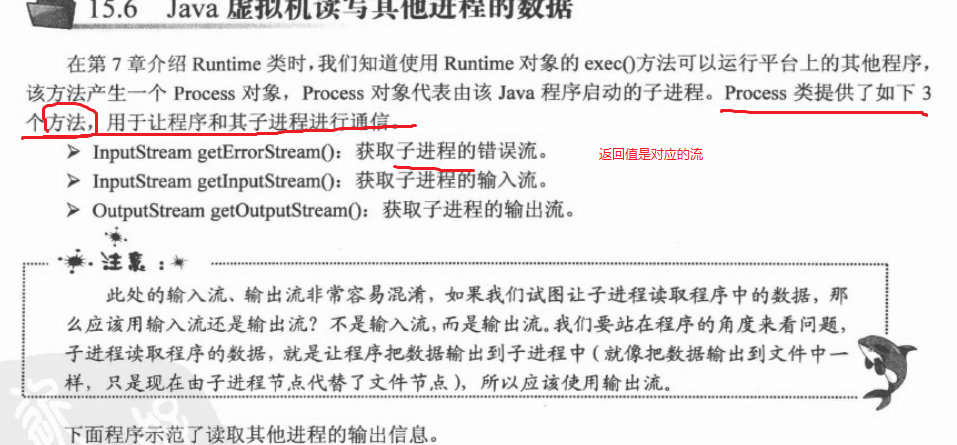 15.6 Java 虚拟机读写其他进程的数据
在第 7 章介绍 Runtime 类时,我们知道使用 Runtime 对象的 exec()方法可以运行平台上的其他程序,
该方法产生一个 Process 对象,Process 对象代表由该 Java 程序启动的子进程。Process 类提供了如下 3
个方法,用于让程序和其子进程进行通信。
➢ InputStream getErrorStream():获取子进程的错误流。
返回值是对应的流
➢ InputStream getInputStream():获取子进程的输入流。
➢ OutputStream getOutputStream():获取子进程的输出流。
注意:
此处的输入流、输出流非常容易混淆,如果我们试图让子进程读取程序中的数据,那
么应该用输入流还是输出流?不是输入流,而是输出流。我们要站在程序的角度来看问题,
子进程读取程序的数据,就是让程序把数据输出到子进程中(就像把数据输出到文件中一
样,只是现在由子进程节点代替了文件节点),所以应该使用输出流。
下面程序示范了读取其他进程的输出信息。